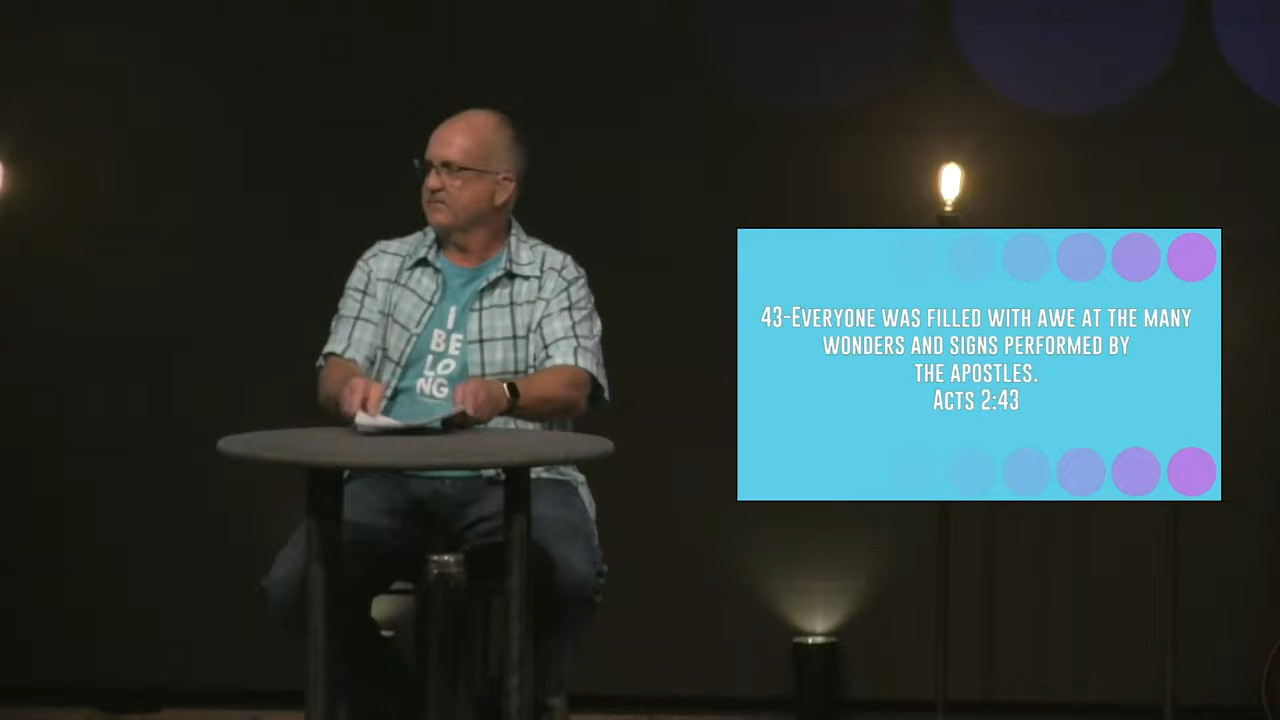 I
BE
LO
NG
43-Everyone was filled with awe at the many
wonders and signs performed by
the apostles.
Acts 2:43